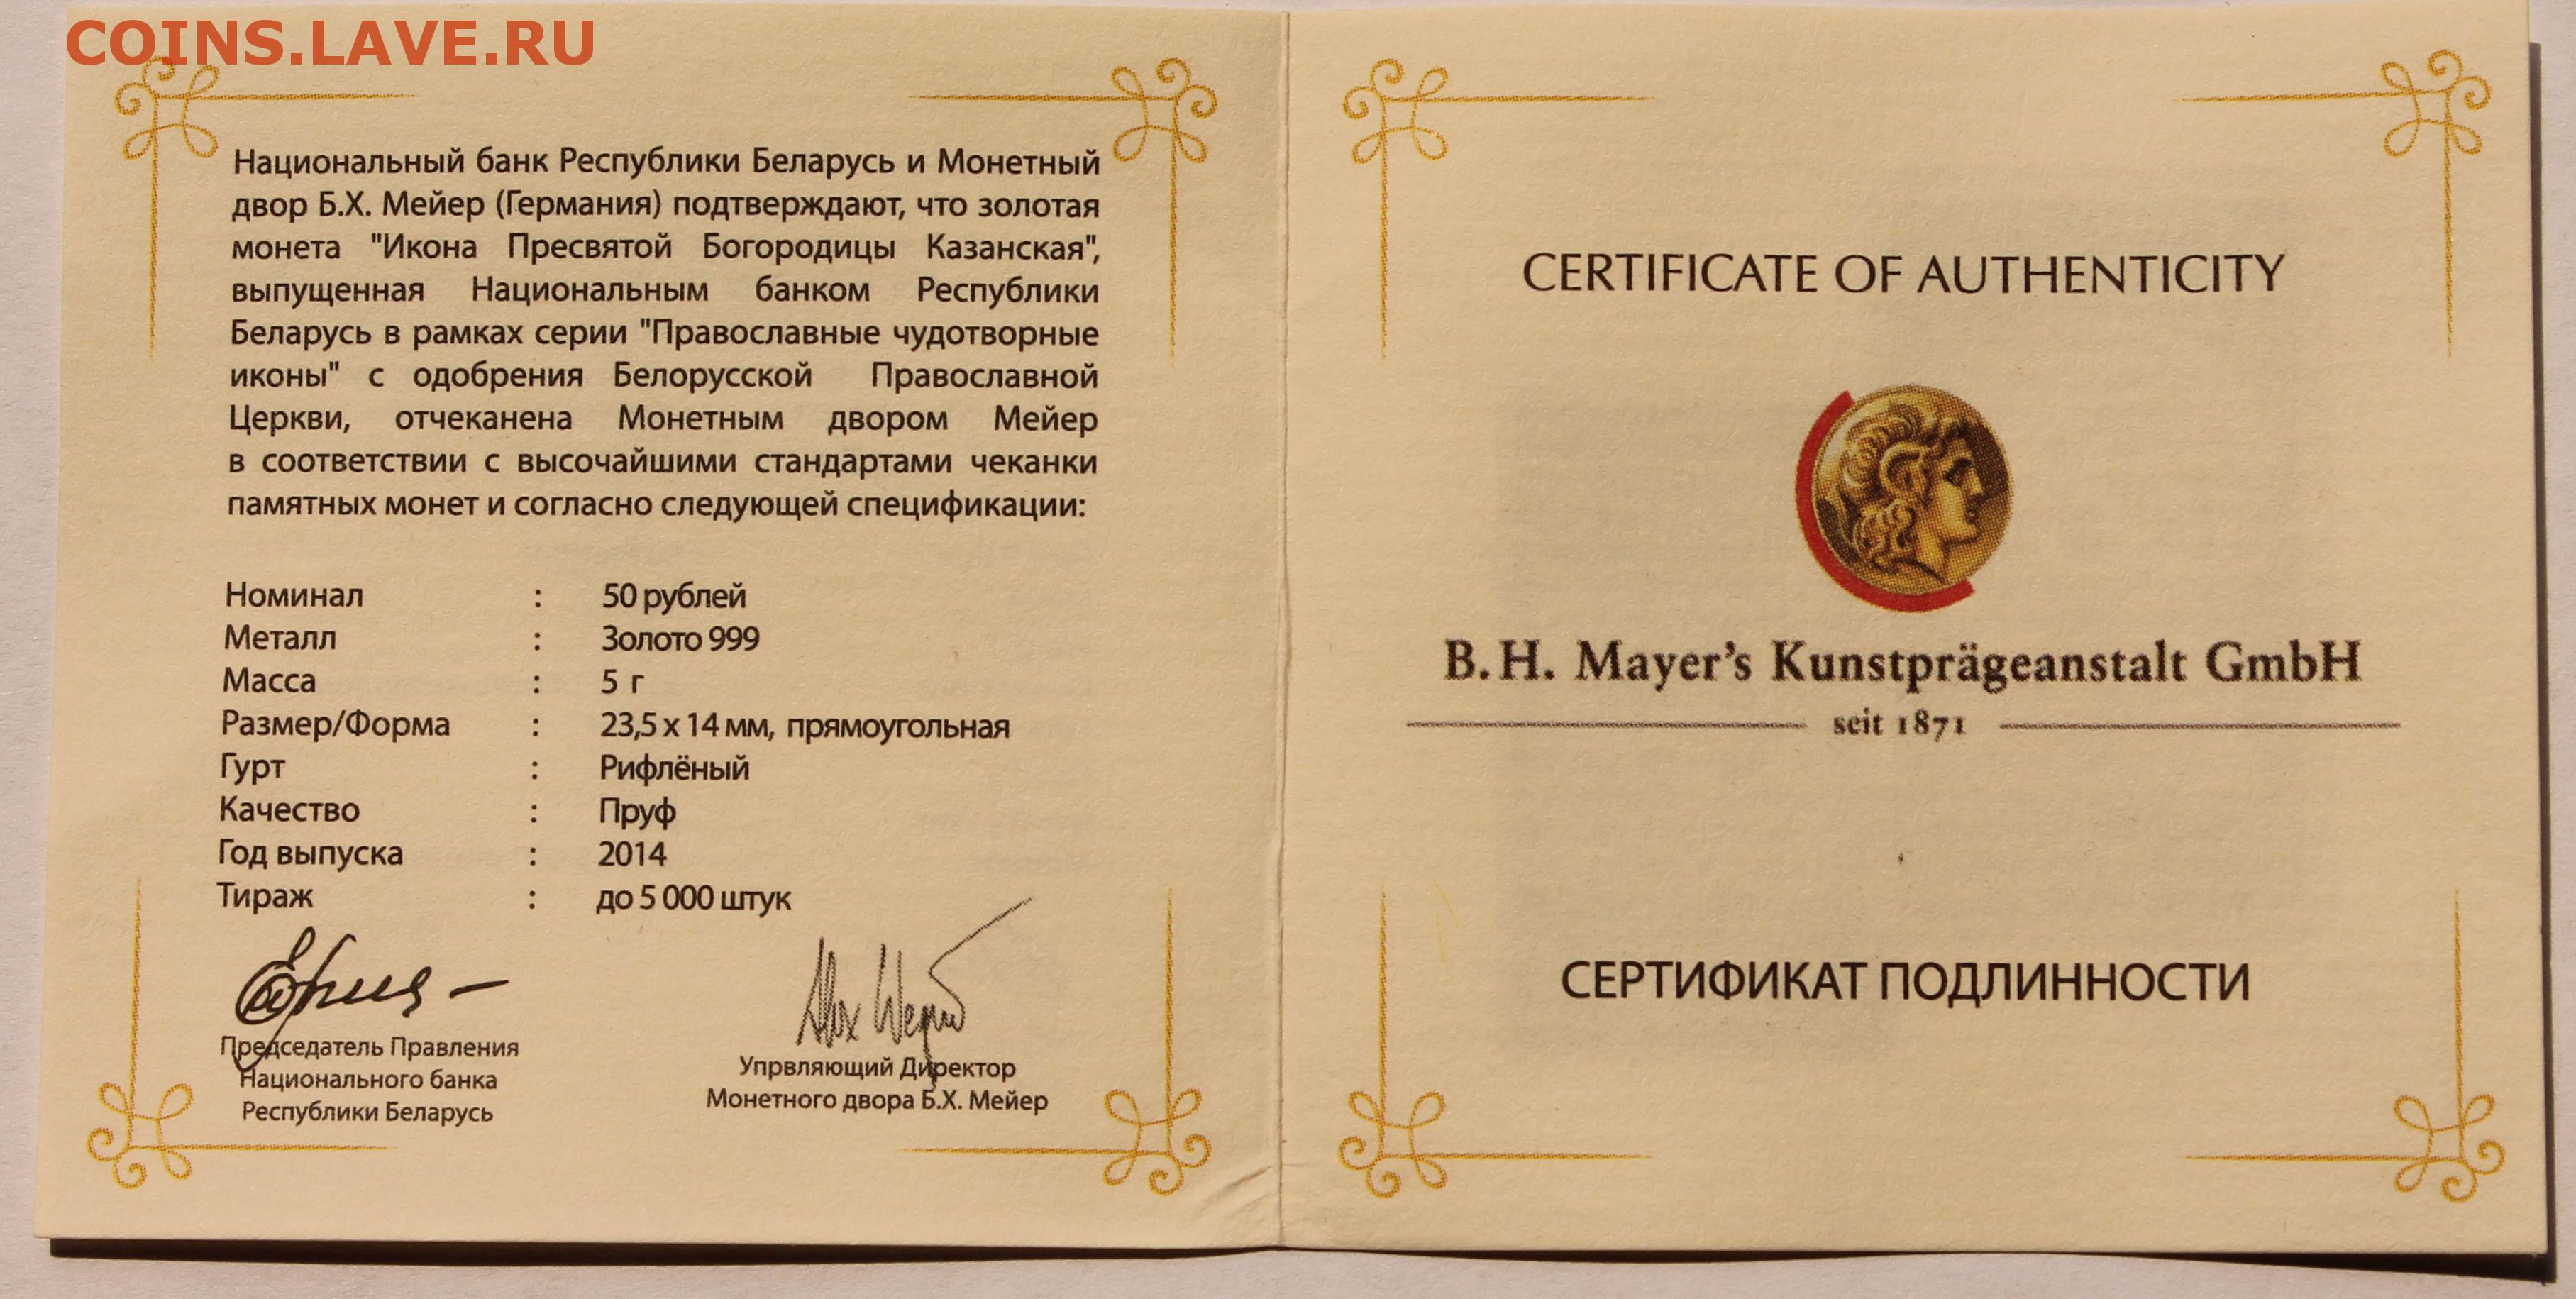 COINS.LAVE.RU
Национальный банк Республики Беларусь и Монетный
двор Б.Х. Мейер (Германия) подтверждают, что золотая
монета "Икона Пресвятой Богородицы Казанская",
выпущенная Национальным банком Республики
Беларусь в рамках серии "Православные чудотворные
иконы" с одобрения Белорусской Православной
Церкви, отчеканена Монетным двором Мейер
в соответствии с высочайшими стандартами чеканки
памятных монет и согласно следующей спецификации:
Номинал : 50 рублей
Металл : Золото 999
Масса : 5 г
Размер/Форма : 23,5 х 14 мм, прямоугольная
Гурт : Рифлёный
Качество : Пруф
Год выпуска : 2014
Тираж : до 5 000 штук
Председатель Правления
Национального банка
Республики Беларусь
Упрвляющий Директор
Монетного двора Б.Х. Мейер
CERTIFICATE OF AUTHENTICITY
B. H. Mayer's Kunstprägeanstalt GmbH
seit 1871
СЕРТИФИКАТ ПОДЛИННОСТИ